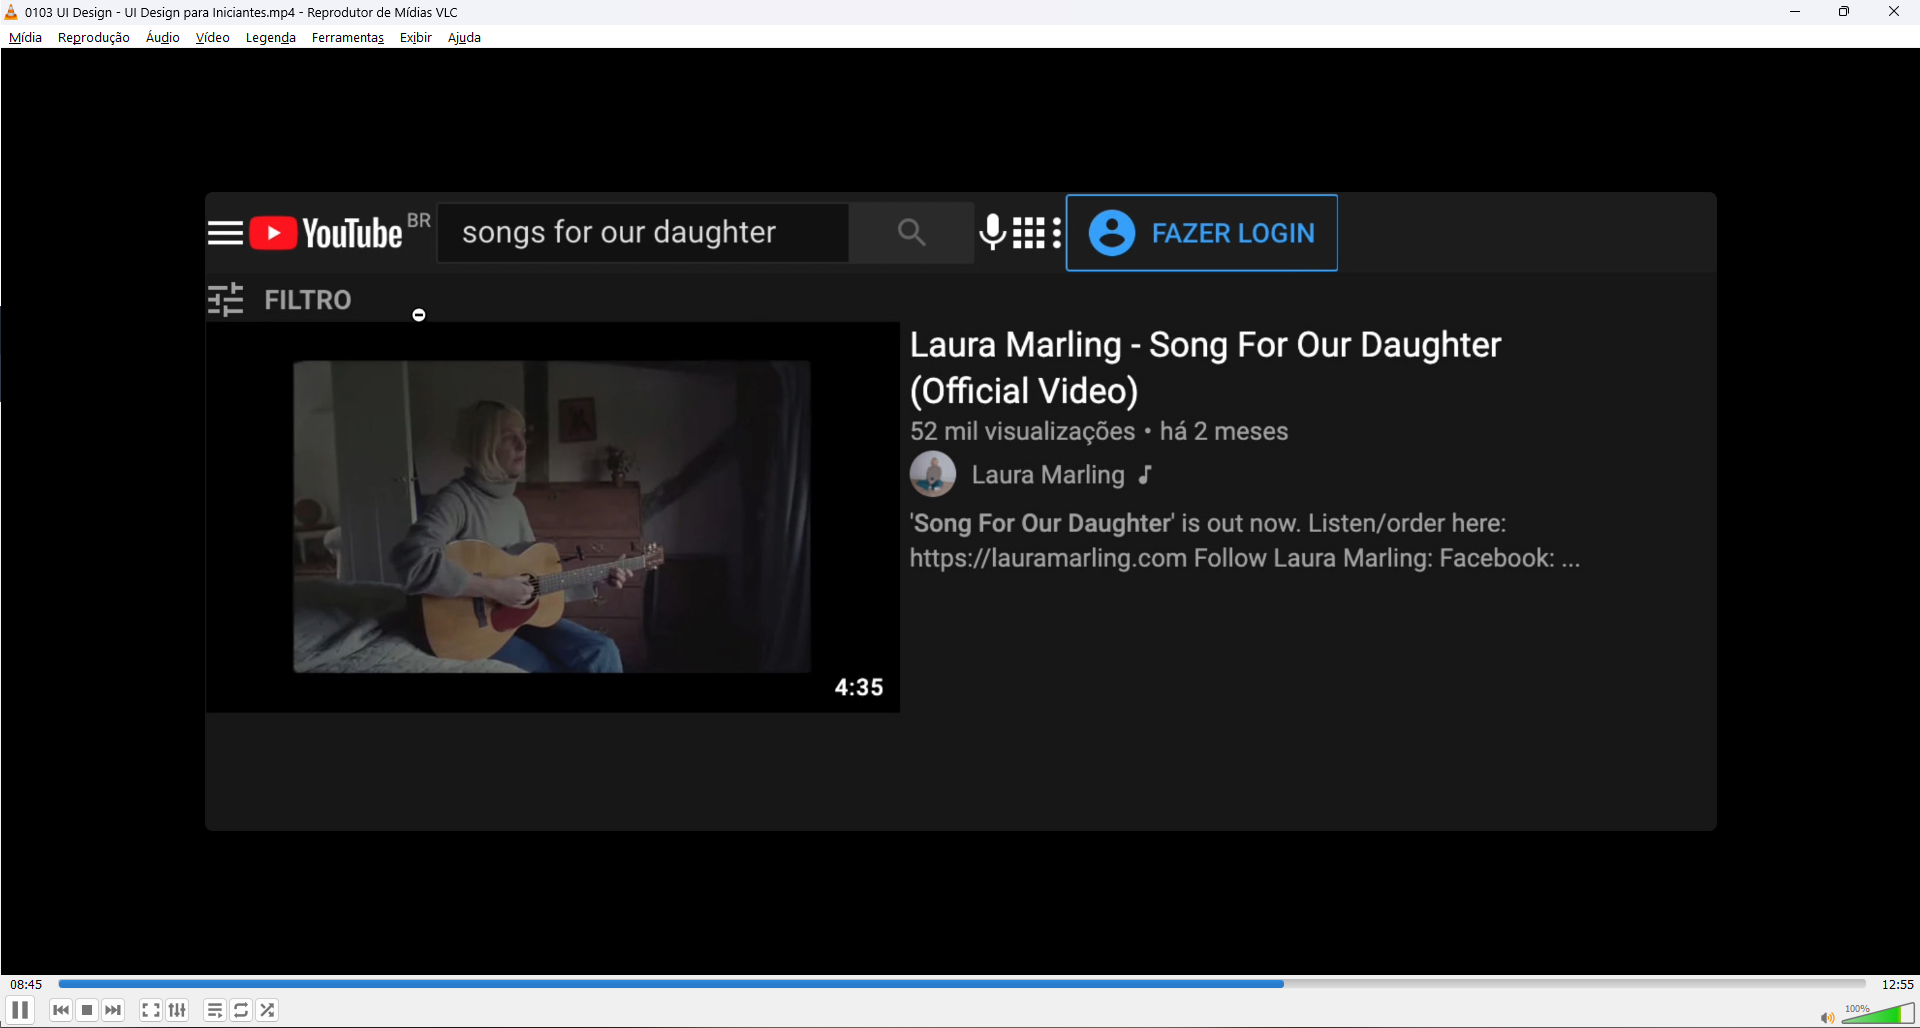 0103 UI Design - UI Design para Iniciantes.mp4 - Reprodutor de Mídias VLC
Mídia Reprodução Áudio Vídeo Legenda Ferramentas Exibir Ajuda
YouTube BR songs for our daughter FAZER LOGIN
FILTRO
Laura Marling - Song For Our Daughter
(Official Video)
52 mil visualizações • há 2 meses
Laura Marling
'Song For Our Daughter' is out now. Listen/order here:
https://lauramarling.com Follow Laura Marling: Facebook: ...
4:35
08:45 12:55
100%